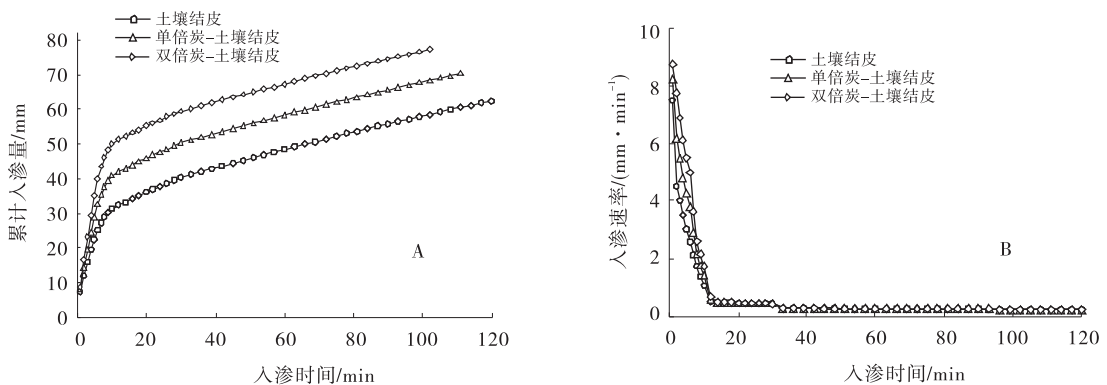 土壤结皮
单倍炭-土壤结皮
双倍炭-土壤结皮
80
70
60
50
40
30
20
10
0
累计入渗量/mm
A
0 20 40 60 80 100 120
入渗时间/min
10
8
6
4
2
0
入渗速率/(mm·min⁻¹)
土壤结皮
单倍炭-土壤结皮
双倍炭-土壤结皮
B
0 20 40 60 80 100 120
入渗时间/min